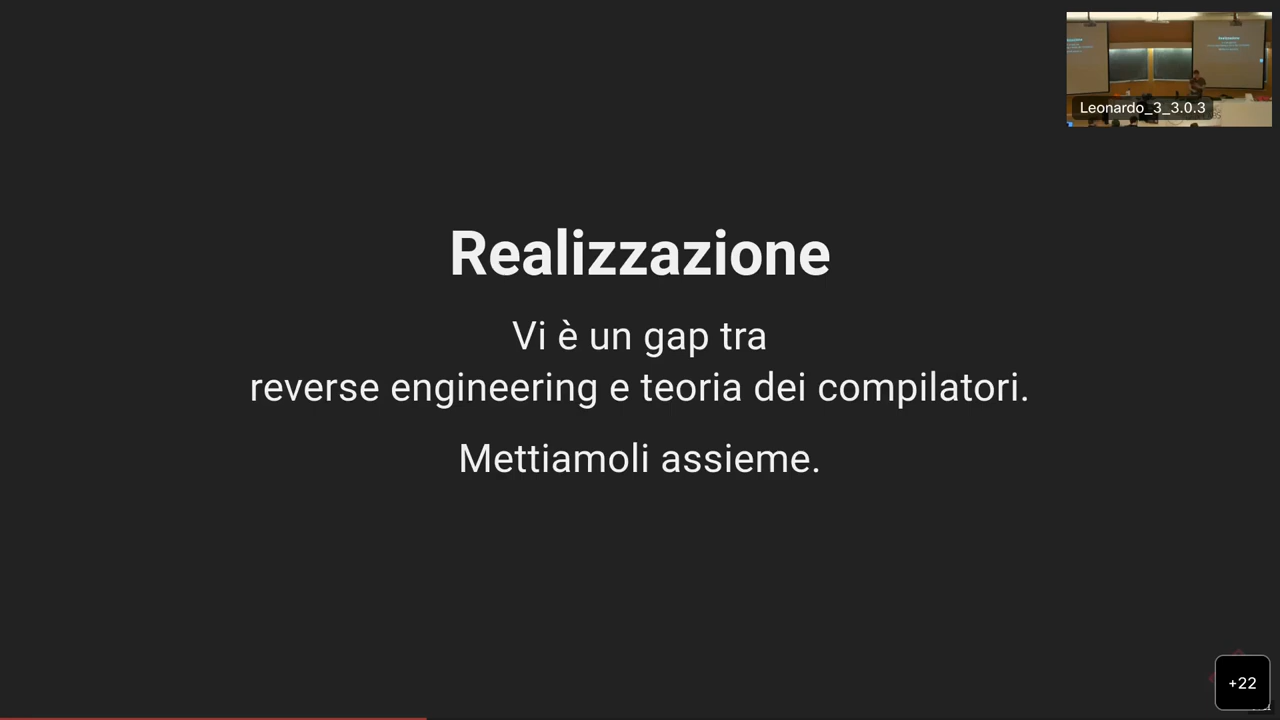 Leonardo_3_3.0.3
Realizzazione
Vi è un gap tra
reverse engineering e teoria dei compilatori.
Mettiamoli assieme.
+22